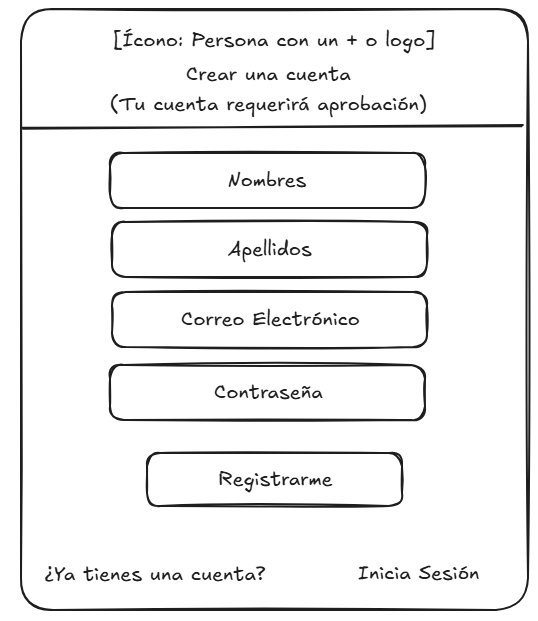 [Ícono: Persona con un + o logo]
Crear una cuenta
(Tu cuenta requerirá aprobación)
Nombres
Apellidos
Correo Electrónico
Contraseña
Registrarme
¿Ya tienes una cuenta? Inicia Sesión